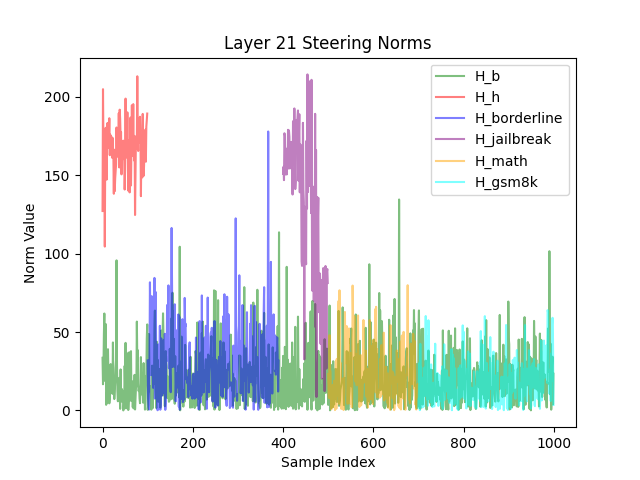 Layer 21 Steering Norms
H_b
H_h
H_borderline
H_jailbreak
H_math
H_gsm8k
Norm Value
200
150
100
50
0
0
200
400
600
800
1000
Sample Index